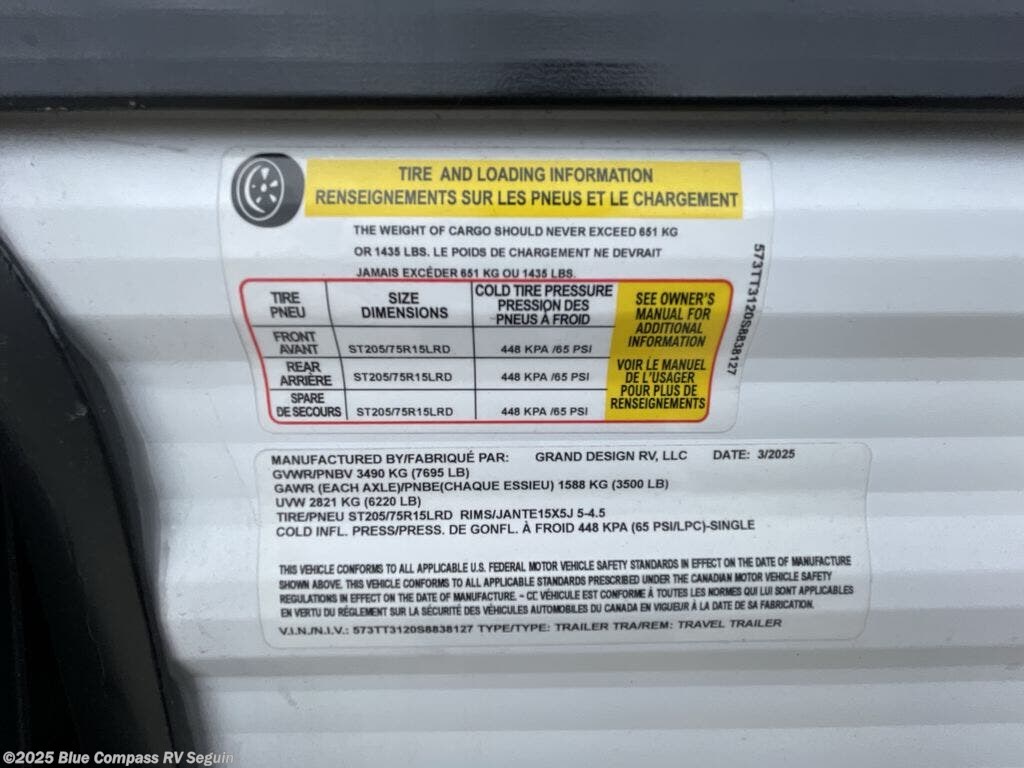 TIRE AND LOADING INFORMATION
RENSEIGNEMENTS SUR LES PNEUS ET LE CHARGEMENT
THE WEIGHT OF CARGO SHOULD NEVER EXCEED 651 KG
OR 1435 LBS. LE POIDS DE CHARGEMENT NE DEVRAIT
JAMAIS EXCÉDER 651 KG OU 1435 LBS.
TIRE
PNEU
SIZE
DIMENSIONS
COLD TIRE PRESSURE
PRESSION DES
PNEUS À FROID
FRONT
AVANT
ST205/75R15LRD
448 KPA /65 PSI
REAR
ARRIÈRE
ST205/75R15LRD
448 KPA /65 PSI
SPARE
DE SECOURS
ST205/75R15LRD
448 KPA /65 PSI
SEE OWNER'S
MANUAL FOR
ADDITIONAL
INFORMATION
VOIR LE MANUEL
DE L'USAGER
POUR PLUS DE
RENSEIGNEMENTS
573TT3120S8838127
MANUFACTURED BY/FABRIQUÉ PAR: GRAND DESIGN RV, LLC DATE: 3/2025
GVWR/PNBV 3490 KG (7695 LB)
GAWR (EACH AXLE)/PNBE(CHAQUE ESSIEU) 1588 KG (3500 LB)
UVW 2821 KG (6220 LB)
TIRE/PNEU ST205/75R15LRD RIMS/JANTE15X5J 5-4.5
COLD INFL. PRESS/PRESS. DE GONFL. À FROID 448 KPA (65 PSI/LPC)-SINGLE
THIS VEHICLE CONFORMS TO ALL APPLICABLE U.S. FEDERAL MOTOR VEHICLE SAFETY STANDARDS IN EFFECT ON THE DATE OF MANUFACTURE
SHOWN ABOVE. THIS VEHICLE CONFORMS TO ALL APPLICABLE STANDARDS PRESCRIBED UNDER THE CANADIAN MOTOR VEHICLE SAFETY
REGULATIONS IN EFFECT ON THE DATE OF MANUFACTURE. - CE VÉHICULE EST CONFORME À TOUTES LES NORMES QUI LUI SONT APPLICABLES
EN VERTU DU RÉGLEMENT SUR LA SÉCURITÉ DES VÉHICULES AUTOMOBILES DU CANADA EN VIGUEUR À LA DATE DE SA FABRICATION.
V.I.N./N.I.V.: 573TT3120S8838127 TYPE/TYPE: TRAILER TRA/REM: TRAVEL TRAILER
©2025 Blue Compass RV Seguin